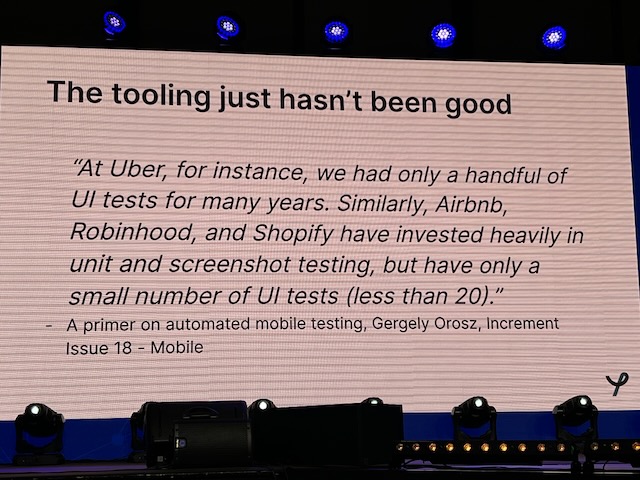 The tooling just hasn’t been good
“At Uber, for instance, we had only a handful of
UI tests for many years. Similarly, Airbnb,
Robinhood, and Shopify have invested heavily in
unit and screenshot testing, but have only a
small number of UI tests (less than 20).”
- A primer on automated mobile testing, Gergely Orosz, Increment
Issue 18 - Mobile